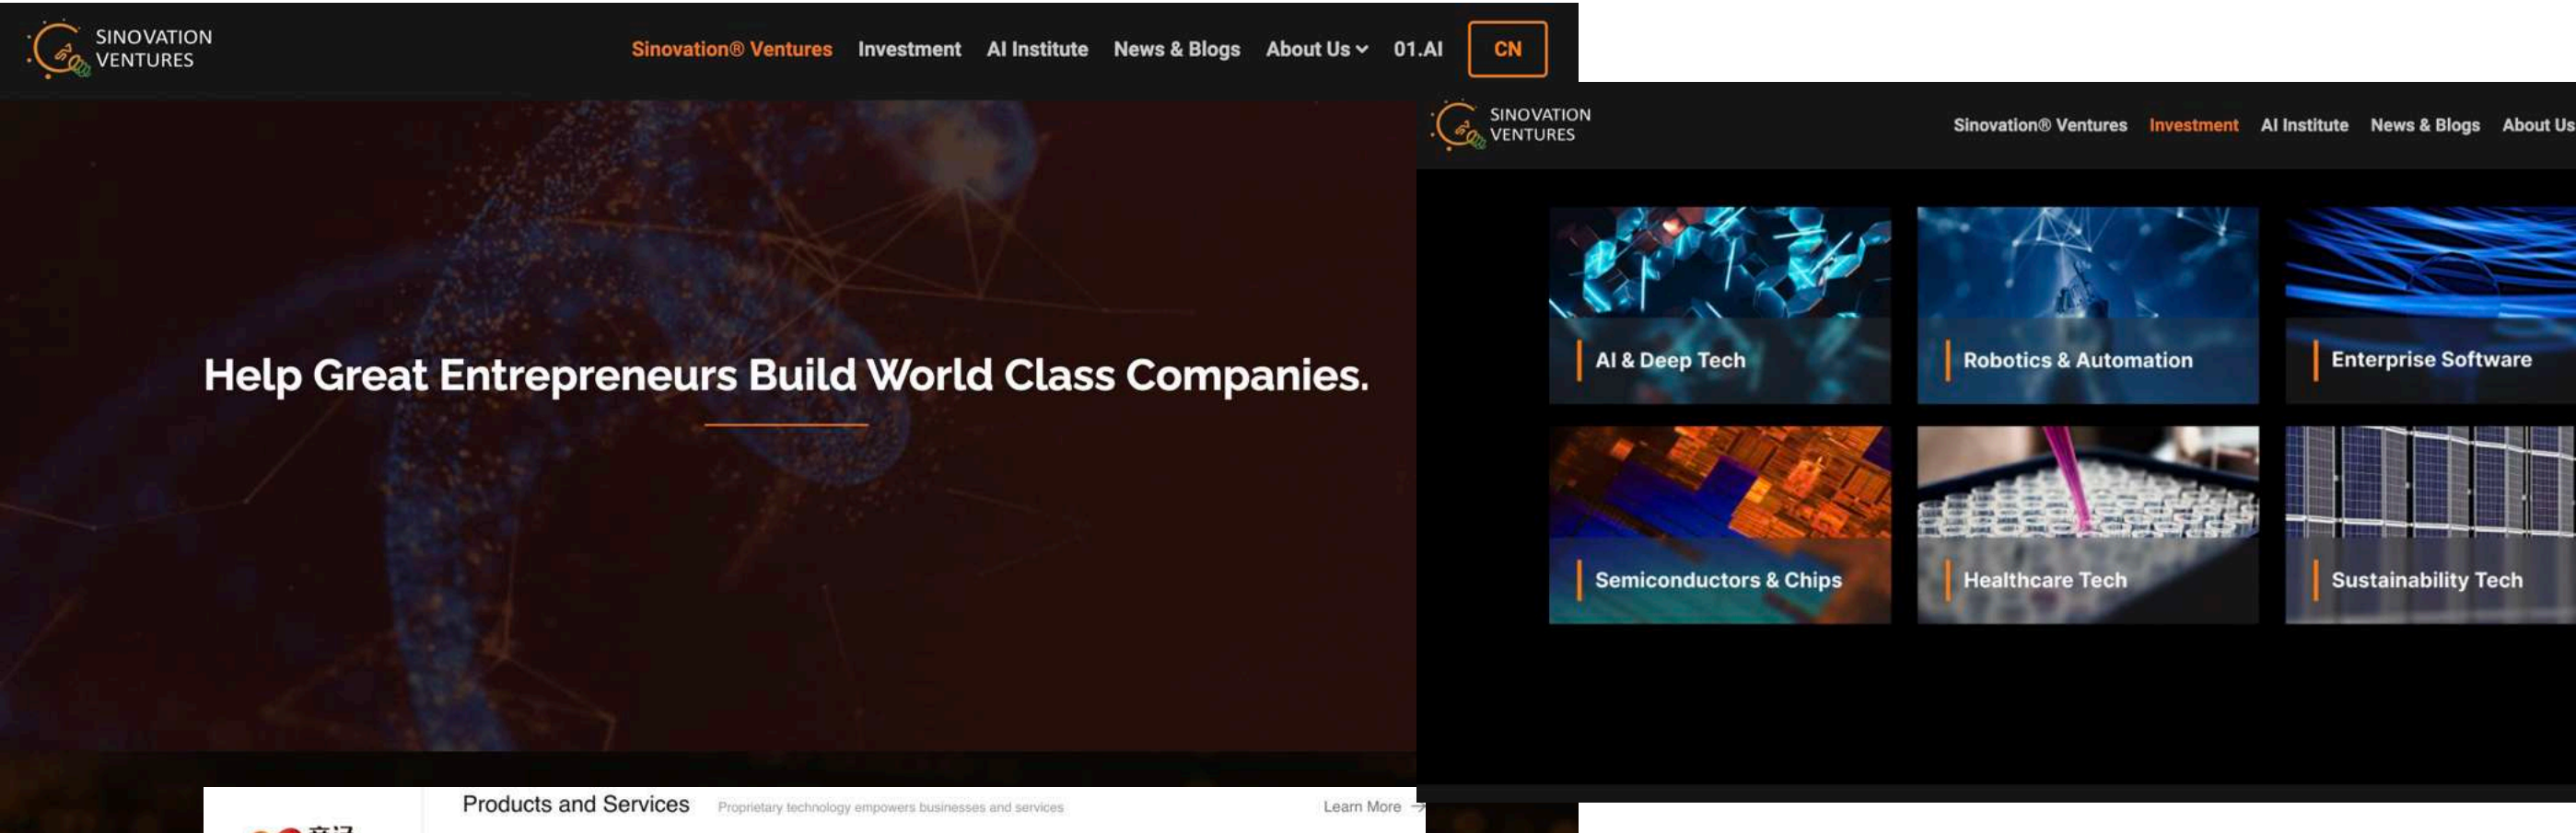 SINOVATION
VENTURES
Sinovation® Ventures Investment AI Institute News & Blogs About Us 01.AI CN
Help Great Entrepreneurs Build World Class Companies.
SINOVATION
VENTURES
Sinovation® Ventures Investment AI Institute News & Blogs About Us
AI & Deep Tech
Robotics & Automation
Enterprise Software
Semiconductors & Chips
Healthcare Tech
Sustainability Tech
Products and Services Proprietary technology empowers businesses and services Learn More →